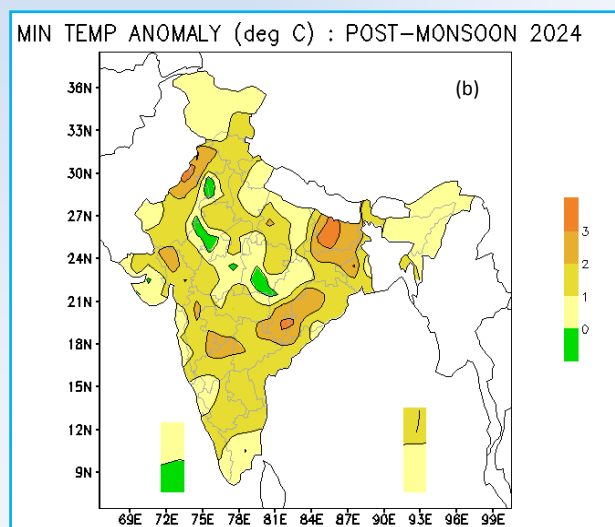 MIN TEMP ANOMALY (deg C) : POST-MONSOON 2024
(b)
36N
33N
30N
27N
24N
21N
18N
15N
12N
9N
3
2
1
0
69E 72E 75E 78E 81E 84E 87E 90E 93E 96E 99E